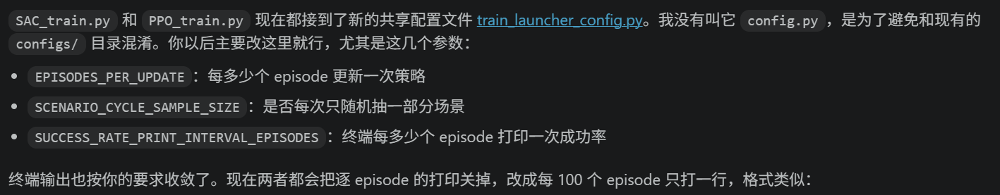 SAC_train.py 和 PPO_train.py 现在都接到了新的共享配置文件 train_launcher_config.py。我没有叫它 config.py，是为了避免和现有的
configs/ 目录混淆。你以后主要改这里就行，尤其是这几个参数：
• EPISODES_PER_UPDATE：每多少个 episode 更新一次策略
• SCENARIO_CYCLE_SAMPLE_SIZE：是否每次只随机抽一部分场景
• SUCCESS_RATE_PRINT_INTERVAL_EPISODES：终端每多少个 episode 打印一次成功率
终端输出也按你的要求收敛了。现在两者都会把逐 episode 的打印关掉，改成每 100 个 episode 只打一行，格式类似：